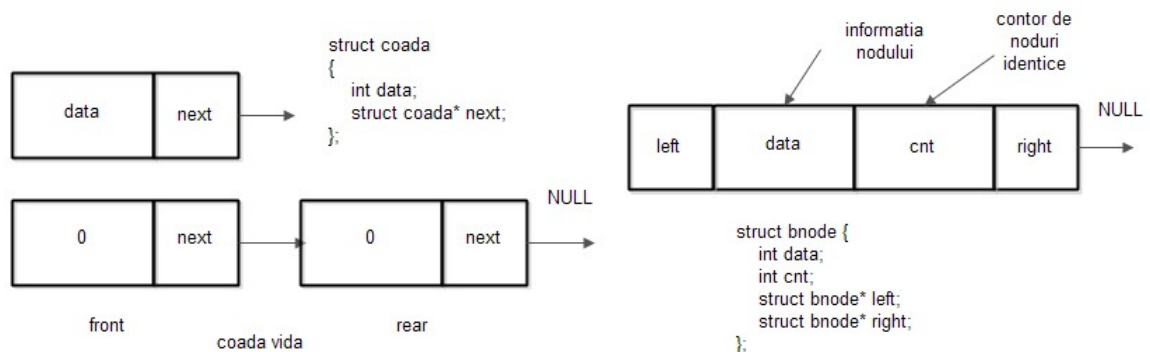 data
next
struct coada
{
int data;
struct coada* next;
};
0
next
0
next
NULL
front
rear
coada vida
informatia
nodului
contor de
noduri
identice
left
data
cnt
right
NULL
struct bnode {
int data;
int cnt;
struct bnode* left;
struct bnode* right;
};